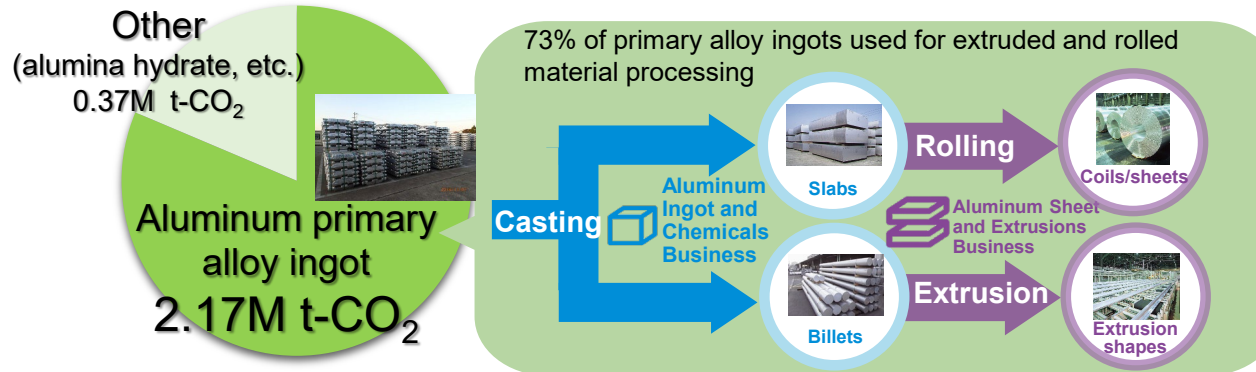 Other
(alumina hydrate, etc.)
0.37M t-CO₂
Aluminum primary
alloy ingot
2.17M t-CO₂
73% of primary alloy ingots used for extruded and rolled
material processing
Casting
Aluminum
Ingot and
Chemicals
Business
Slabs
Billets
Rolling
Aluminum Sheet
and Extrusions
Business
Extrusion
Coils/sheets
Extrusion
shapes